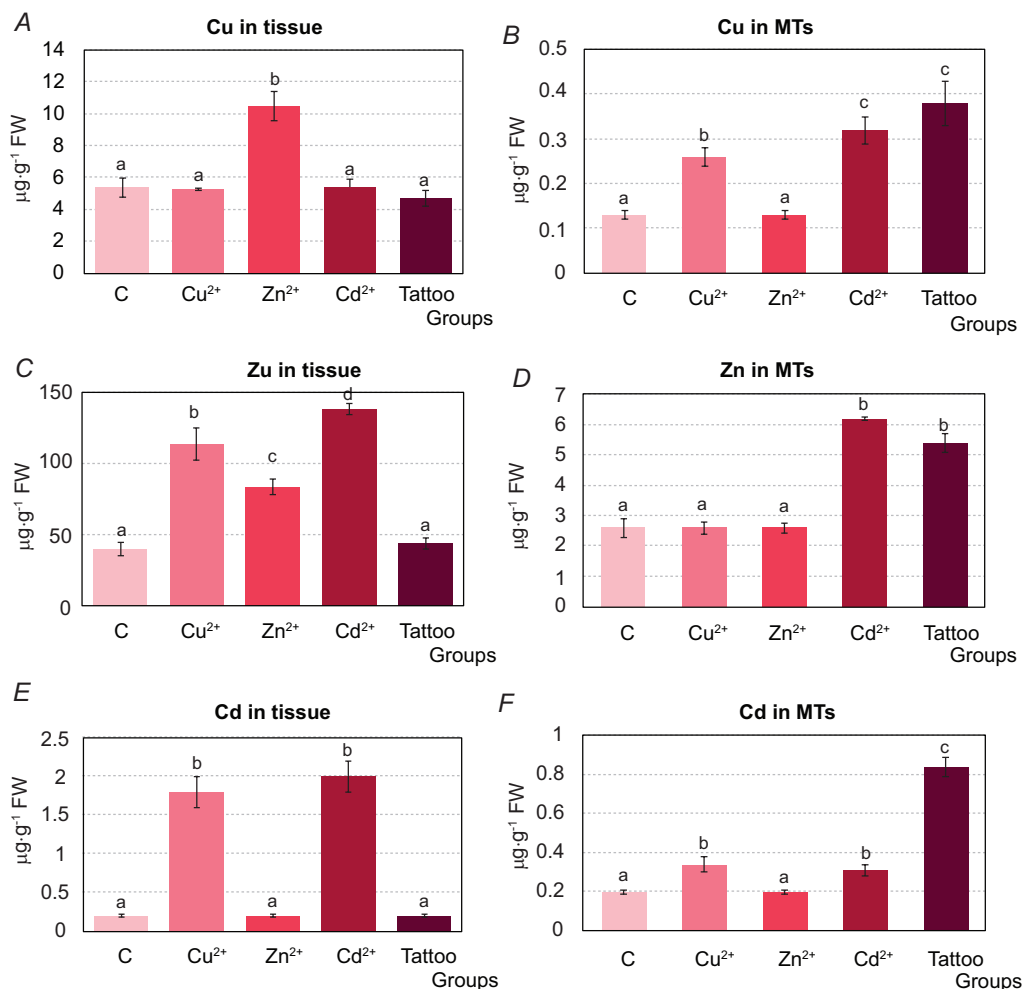 A
Cu in tissue
14
12
10
8
6
4
2
0
µg·g⁻¹ FW
a
a
b
a
a
C Cu²⁺ Zn²⁺ Cd²⁺ Tattoo
Groups
B
Cu in MTs
0.5
0.4
0.3
0.2
0.1
0
µg·g⁻¹ FW
a
b
a
c
c
C Cu²⁺ Zn²⁺ Cd²⁺ Tattoo
Groups
C
Zu in tissue
150
100
50
0
µg·g⁻¹ FW
a
b
c
d
a
C Cu²⁺ Zn²⁺ Cd²⁺ Tattoo
Groups
D
Zn in MTs
7
6
5
4
3
2
1
0
µg·g⁻¹ FW
a
a
a
b
b
C Cu²⁺ Zn²⁺ Cd²⁺ Tattoo
Groups
E
Cd in tissue
2.5
2
1.5
1
0.5
0
µg·g⁻¹ FW
a
b
a
b
a
C Cu²⁺ Zn²⁺ Cd²⁺ Tattoo
Groups
F
Cd in MTs
1
0.8
0.6
0.4
0.2
0
µg·g⁻¹ FW
a
b
a
b
c
C Cu²⁺ Zn²⁺ Cd²⁺ Tattoo
Groups